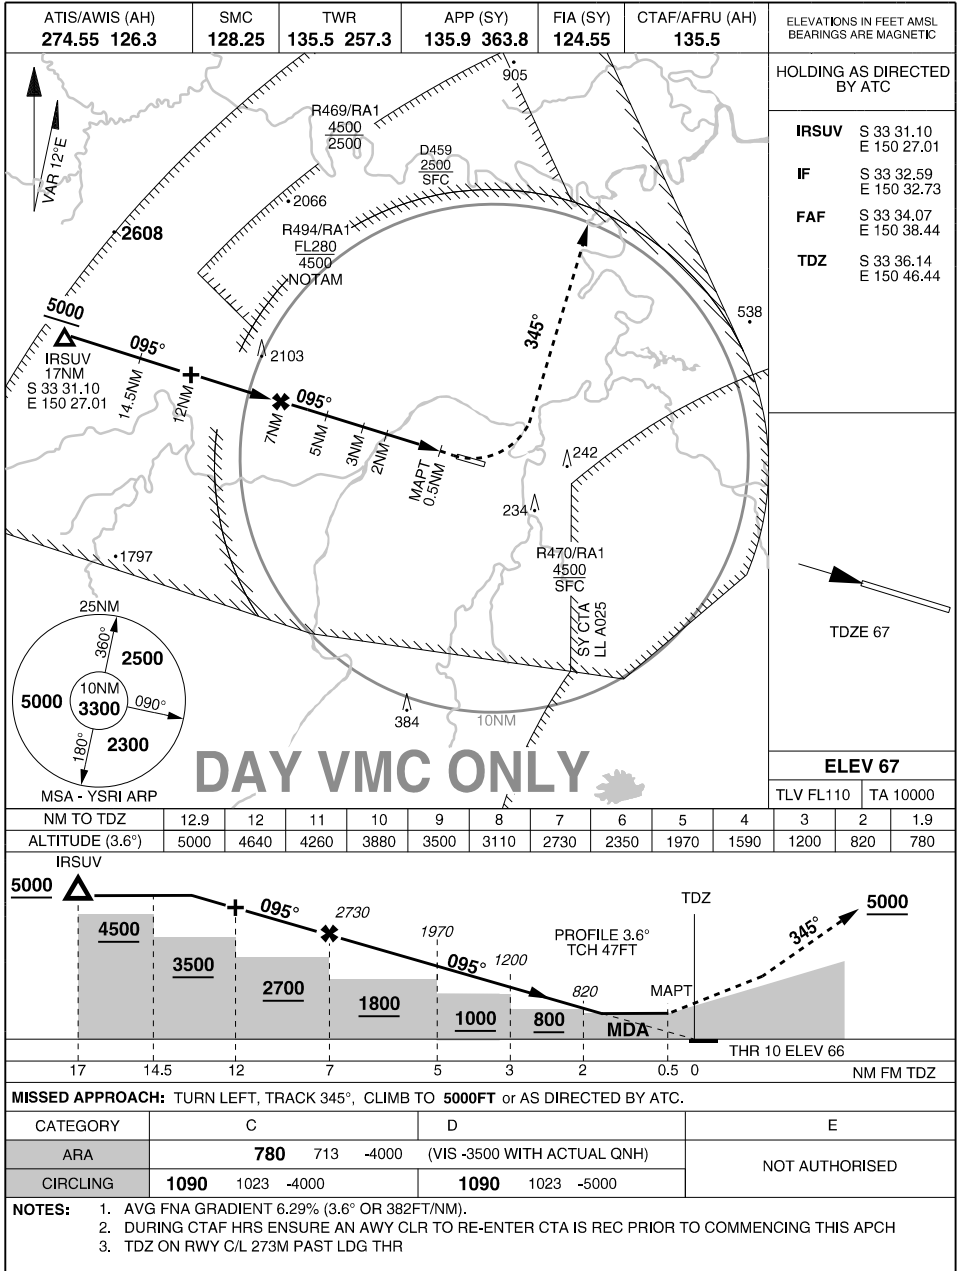 ATIS/AWIS (AH) SMC TWR APP (SY) FIA (SY) CTAF/AFRU (AH)
274.55 126.3 128.25 135.5 257.3 135.9 363.8 124.55 135.5
ELEVATIONS IN FEET AMSL
BEARINGS ARE MAGNETIC
HOLDING AS DIRECTED
BY ATC
IRSUV S 33 31.10
E 150 27.01
IF S 33 32.59
E 150 32.73
FAF S 33 34.07
E 150 38.44
TDZ S 33 36.14
E 150 46.44
VAR 12°E
905
R469/RA1
4500
2500
D459
2500
SFC
2066
R494/RA1
FL280
4500
NOTAM
2608
5000
095°
IRSUV
17NM
S 33 31.10
E 150 27.01
14.5NM
12NM
2103
538
345°
095°
7NM
5NM
3NM
2NM
MAPT
0.5NM
242
234
R470/RA1
4500
SFC
SY CTA
LL A025
1797
25NM
360°
2500
5000
10NM
3300
090°
180°
2300
MSA - YSRI ARP
384
10NM
DAY VMC ONLY
TDZE 67
ELEV 67
TLV FL110 TA 10000
NM TO TDZ 12.9 12 11 10 9 8 7 6 5 4 3 2 1.9
ALTITUDE (3.6°) 5000 4640 4260 3880 3500 3110 2730 2350 1970 1590 1200 820 780
IRSUV
5000
095°
2730
1970
095°
1200
820
PROFILE 3.6°
TCH 47FT
MAPT
TDZ
345°
5000
4500
3500
2700
1800
1000
800
MDA
THR 10 ELEV 66
17 14.5 12 7 5 3 2 0.5 0 NM FM TDZ
MISSED APPROACH: TURN LEFT, TRACK 345°, CLIMB TO 5000FT or AS DIRECTED BY ATC.
CATEGORY C D E
ARA 780 713 -4000 (VIS -3500 WITH ACTUAL QNH) NOT AUTHORISED
CIRCLING 1090 1023 -4000 1090 1023 -5000
NOTES: 1. AVG FNA GRADIENT 6.29% (3.6° OR 382FT/NM).
2. DURING CTAF HRS ENSURE AN AWY CLR TO RE-ENTER CTA IS REC PRIOR TO COMMENCING THIS APCH
3. TDZ ON RWY C/L 273M PAST LDG THR